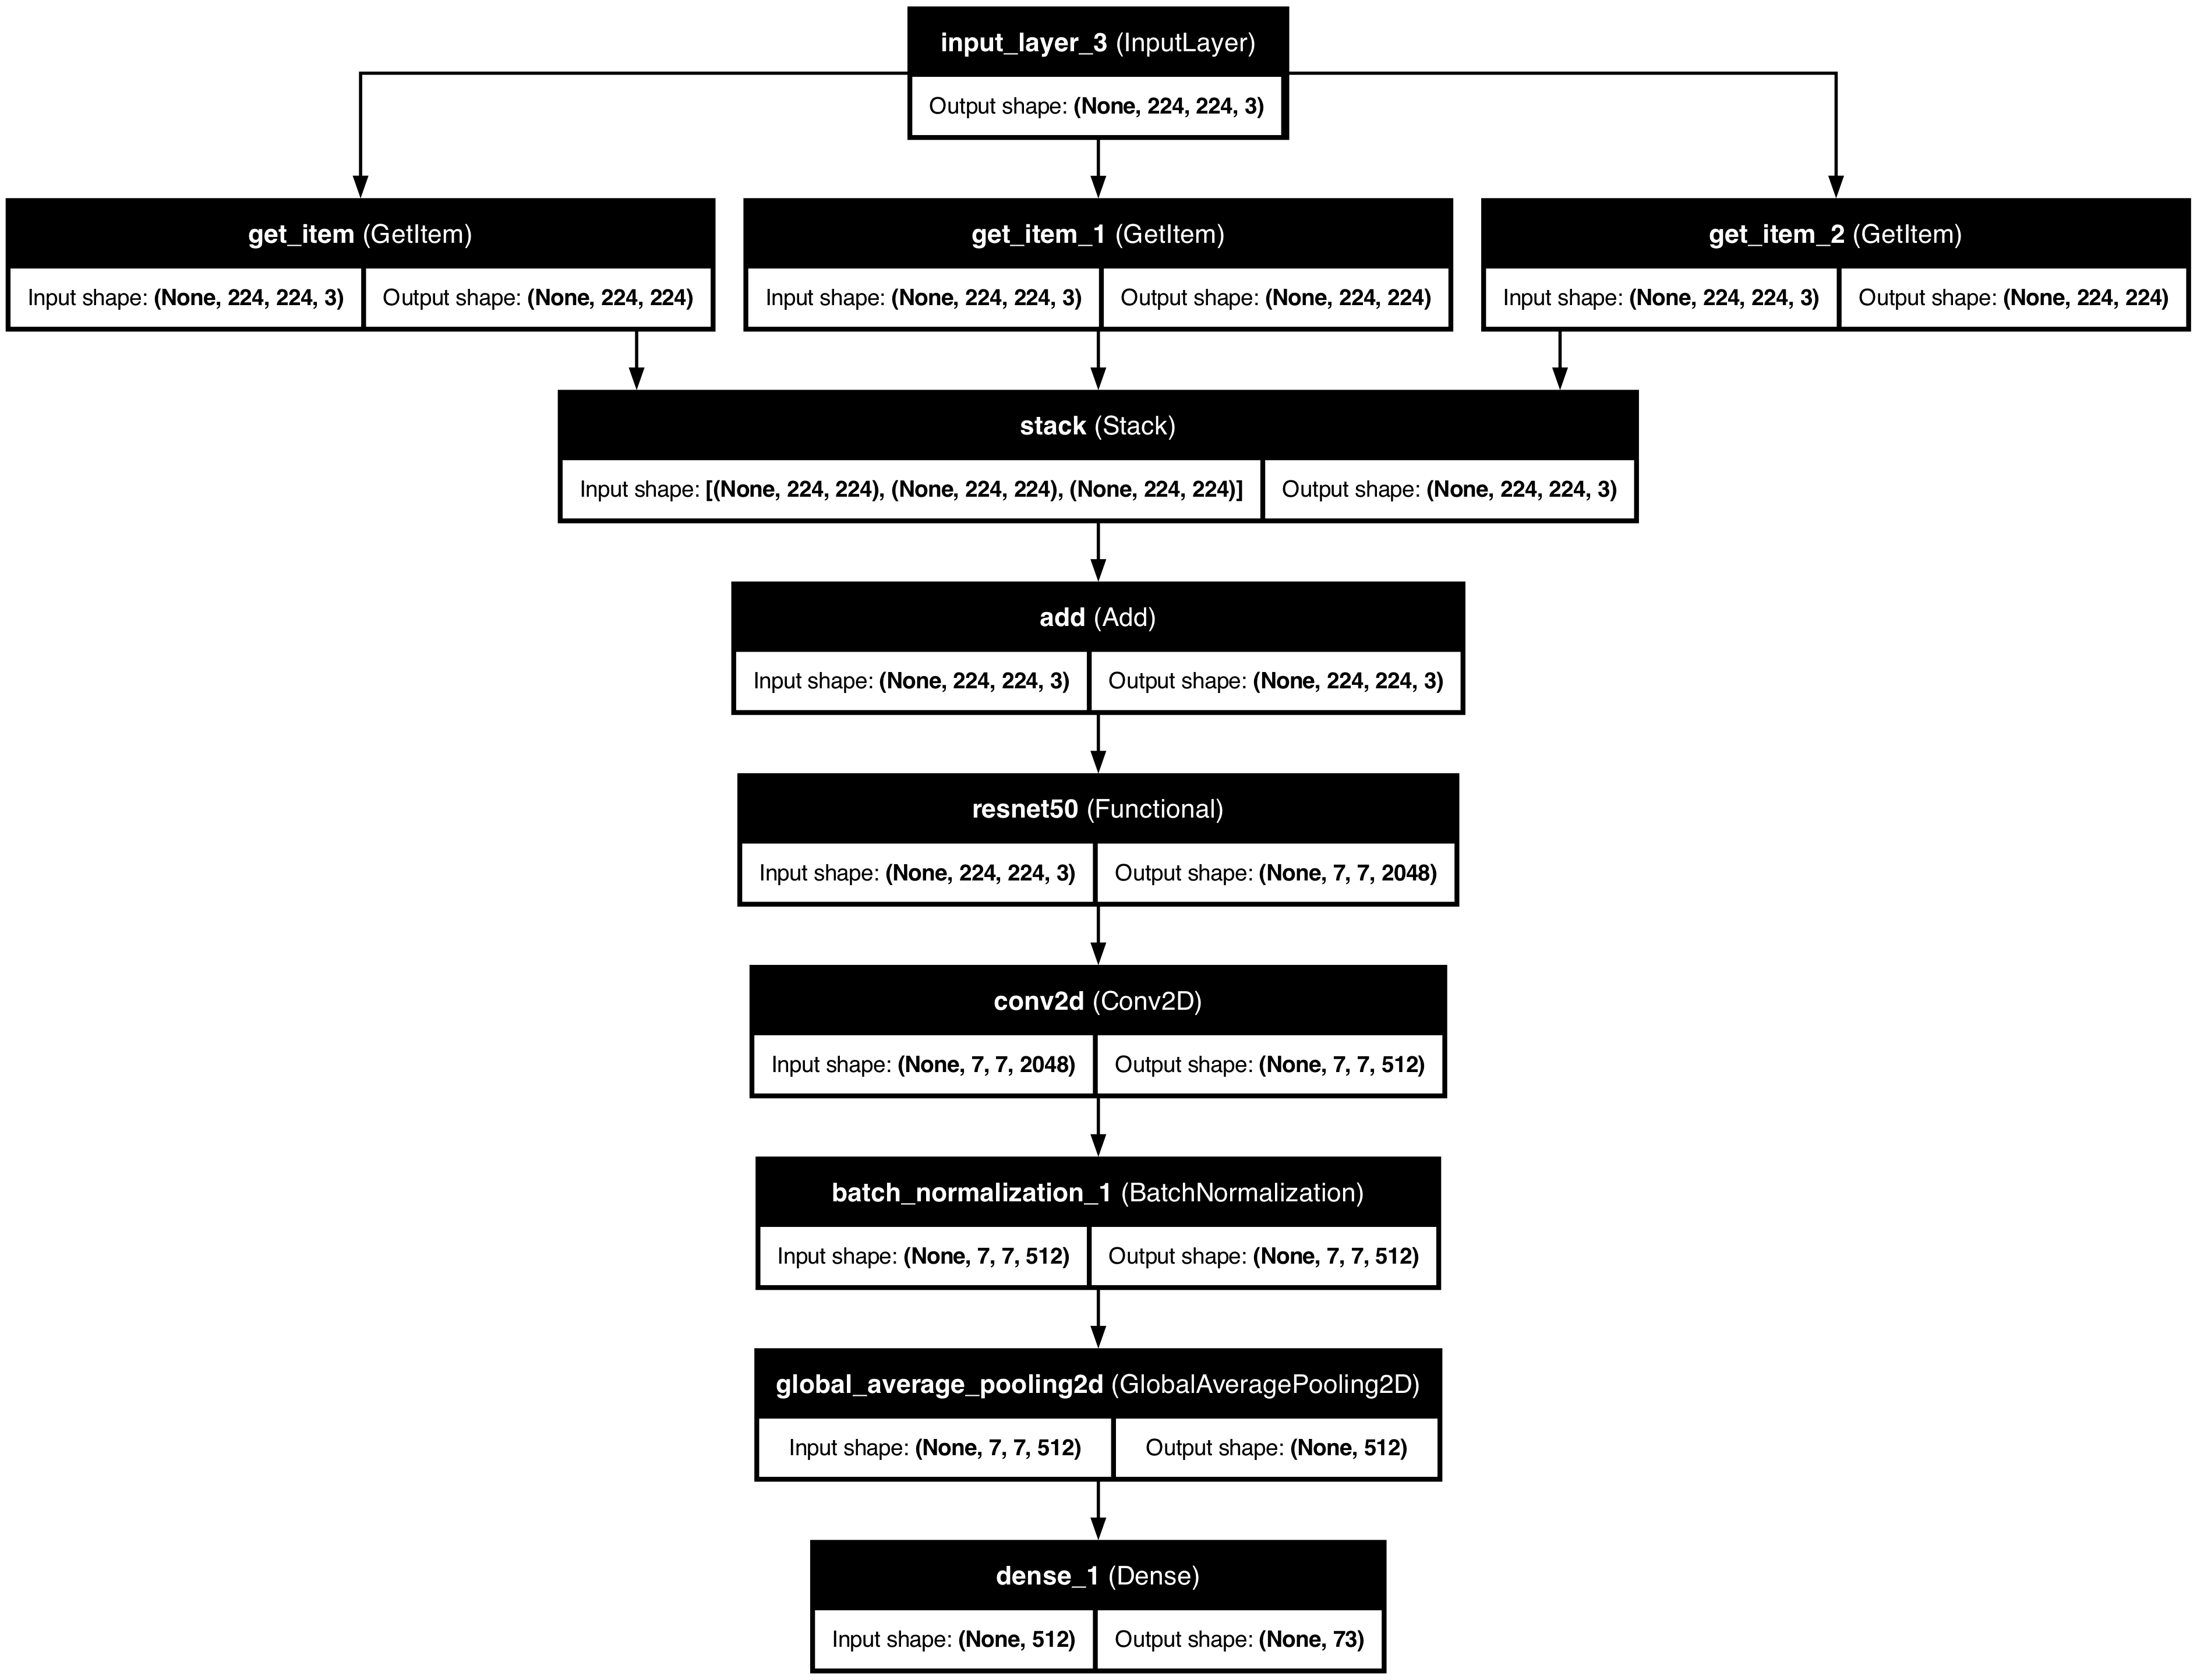 input_layer_3 (InputLayer)
Output shape: (None, 224, 224, 3)
get_item (GetItem)
Input shape: (None, 224, 224, 3) Output shape: (None, 224, 224)
get_item_1 (GetItem)
Input shape: (None, 224, 224, 3) Output shape: (None, 224, 224)
get_item_2 (GetItem)
Input shape: (None, 224, 224, 3) Output shape: (None, 224, 224)
stack (Stack)
Input shape: [(None, 224, 224), (None, 224, 224), (None, 224, 224)] Output shape: (None, 224, 224, 3)
add (Add)
Input shape: (None, 224, 224, 3) Output shape: (None, 224, 224, 3)
resnet50 (Functional)
Input shape: (None, 224, 224, 3) Output shape: (None, 7, 7, 2048)
conv2d (Conv2D)
Input shape: (None, 7, 7, 2048) Output shape: (None, 7, 7, 512)
batch_normalization_1 (BatchNormalization)
Input shape: (None, 7, 7, 512) Output shape: (None, 7, 7, 512)
global_average_pooling2d (GlobalAveragePooling2D)
Input shape: (None, 7, 7, 512) Output shape: (None, 512)
dense_1 (Dense)
Input shape: (None, 512) Output shape: (None, 73)